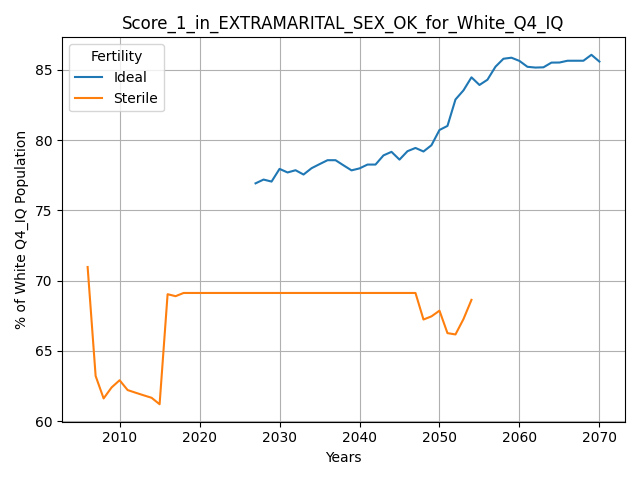 Score_1_in_EXTRAMARITAL_SEX_OK_for_White_Q4_IQ
Fertility
Ideal
Sterile
% of White Q4_IQ Population
85
80
75
70
65
60
2010
2020
2030
2040
2050
2060
2070
Years